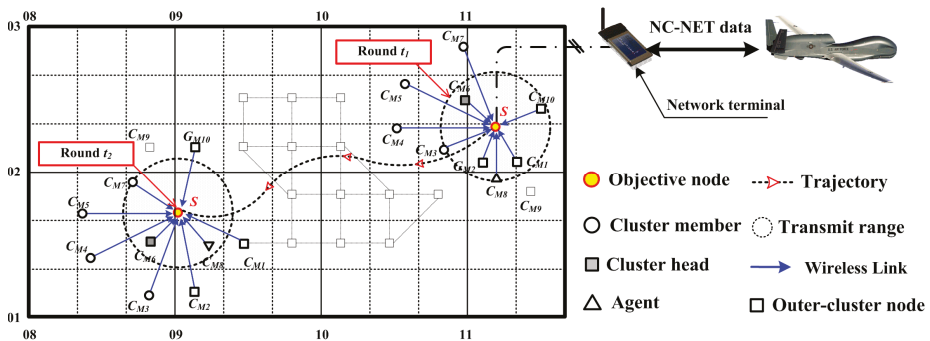 08 09 10 11
03
02
01
08 09 10 11
Round t1
CM7
CM5
CM6
CM10
S
CM4
CM3
GM2
CM1
CM8
CM9
Round t2
CM9
GM10
CM7
S
CM5
CM4
CM6
CM8
CM1
CM3
CM2
NC-NET data
Network terminal
Objective node
Trajectory
Cluster member
Transmit range
Cluster head
Wireless Link
Agent
Outer-cluster node